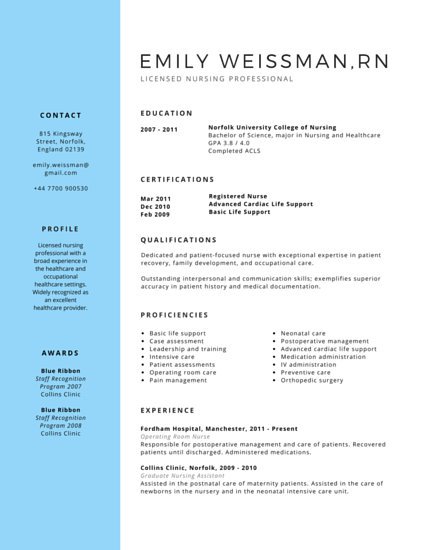 EMILY WEISSMAN,RN
LICENSED NURSING PROFESSIONAL
CONTACT
815 Kingsway
Street, Norfolk,
England 02139
emily.weissman@
gmail.com
+44 7700 900530
PROFILE
Licensed nursing
professional with a
broad experience in
the healthcare and
occupational
healthcare settings.
Widely recognized as
an excellent
healthcare provider.
AWARDS
Blue Ribbon
Staff Recognition
Program 2007
Collins Clinic
Blue Ribbon
Staff Recognition
Program 2008
Collins Clinic
EDUCATION
2007 - 2011
Norfolk University College of Nursing
Bachelor of Science, major in Nursing and Healthcare
GPA 3.8 / 4.0
Completed ACLS
CERTIFICATIONS
Mar 2011 Registered Nurse
Dec 2010 Advanced Cardiac Life Support
Feb 2009 Basic Life Support
QUALIFICATIONS
Dedicated and patient-focused nurse with exceptional expertise in patient
recovery, family development, and occupational care.
Outstanding interpersonal and communication skills; exemplifies superior
accuracy in patient history and medical documentation.
PROFICIENCIES
• Basic life support
• Case assessment
• Leadership and training
• Intensive care
• Patient assessments
• Operating room care
• Pain management
• Neonatal care
• Postoperative management
• Advanced cardiac life support
• Medication administration
• IV administration
• Preventive care
• Orthopedic surgery
EXPERIENCE
Fordham Hospital, Manchester, 2011 - Present
Operating Room Nurse
Responsible for postoperative management and care of patients. Recovered
patients until discharged. Administered medications.
Collins Clinic, Norfolk, 2009 - 2010
Graduate Nursing Assistant
Assisted in the postnatal care of maternity patients. Assisted in the care of
newborns in the nursery and in the neonatal intensive care unit.